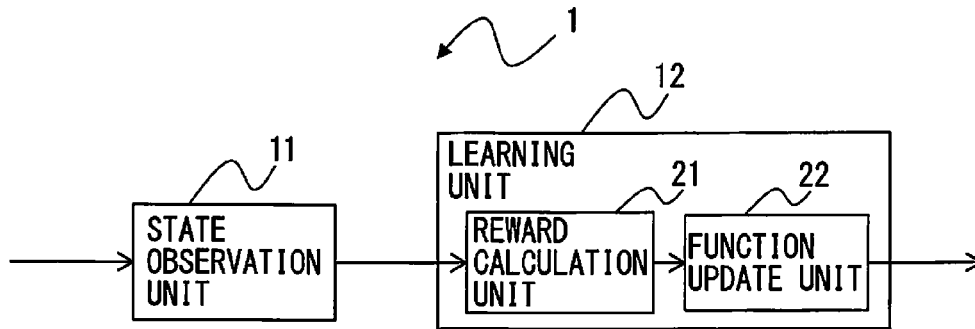 1
12
LEARNING
UNIT
11
21
22
STATE
OBSERVATION
UNIT
REWARD
CALCULATION
UNIT
FUNCTION
UPDATE UNIT